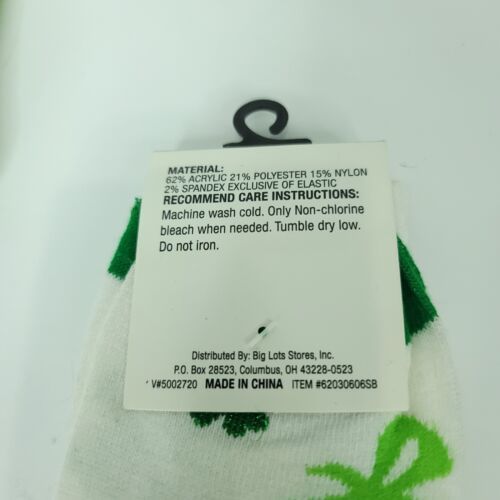 MATERIAL:
62% ACRYLIC 21% POLYESTER 15% NYLON
2% SPANDEX EXCLUSIVE OF ELASTIC
RECOMMEND CARE INSTRUCTIONS:
Machine wash cold. Only Non-chlorine
bleach when needed. Tumble dry low.
Do not iron.
Distributed By: Big Lots Stores, Inc.
P.O. Box 28523, Columbus, OH 43228-0523
V#5002720 MADE IN CHINA ITEM #62030606SB